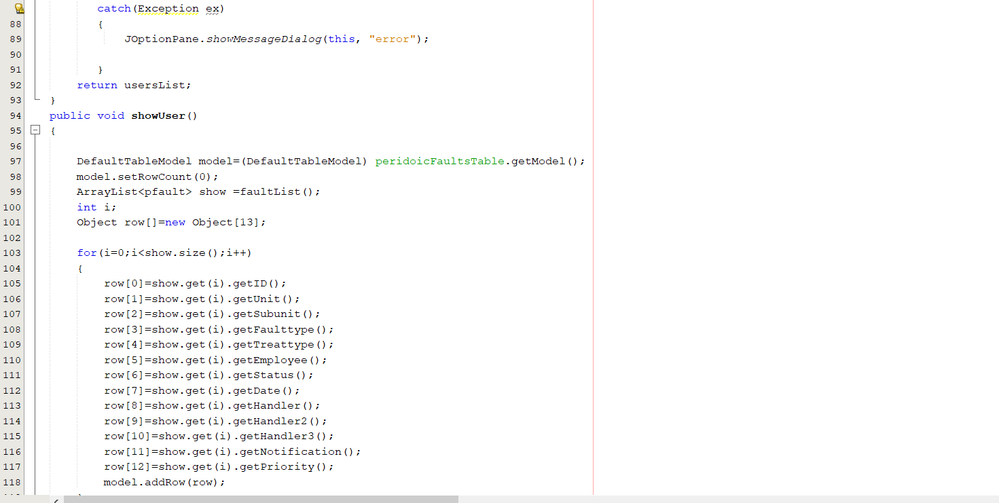 catch(Exception ex)
88 {
89 JOptionPane.showMessageDialog(this, "error");
90
91 }
92 return usersList;
93 }
94 public void showUser()
95 {
96
97 DefaultTableModel model=(DefaultTableModel) peridoicFaultsTable.getModel();
98 model.setRowCount(0);
99 ArrayList<pfault> show =faultList();
100 int i;
101 Object row[]=new Object[13];
102
103 for(i=0;i<show.size();i++)
104 {
105 row[0]=show.get(i).getID();
106 row[1]=show.get(i).getUnit();
107 row[2]=show.get(i).getSubunit();
108 row[3]=show.get(i).getFaulttype();
109 row[4]=show.get(i).getTreattype();
110 row[5]=show.get(i).getEmployee();
111 row[6]=show.get(i).getStatus();
112 row[7]=show.get(i).getDate();
113 row[8]=show.get(i).getHandler();
114 row[9]=show.get(i).getHandler2();
115 row[10]=show.get(i).getHandler3();
116 row[11]=show.get(i).getNotification();
117 row[12]=show.get(i).getPriority();
118 model.addRow(row);